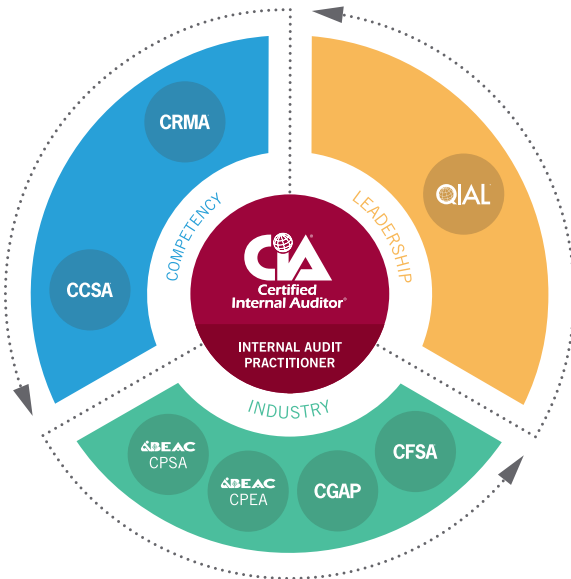 CRMA
CCSA
COMPETENCY
LEADERSHIP
QIAL
CIA
Certified
Internal Auditor®
INTERNAL AUDIT
PRACTITIONER
INDUSTRY
BEAC
CPSA
BEAC
CPEA
CGAP
CFSA